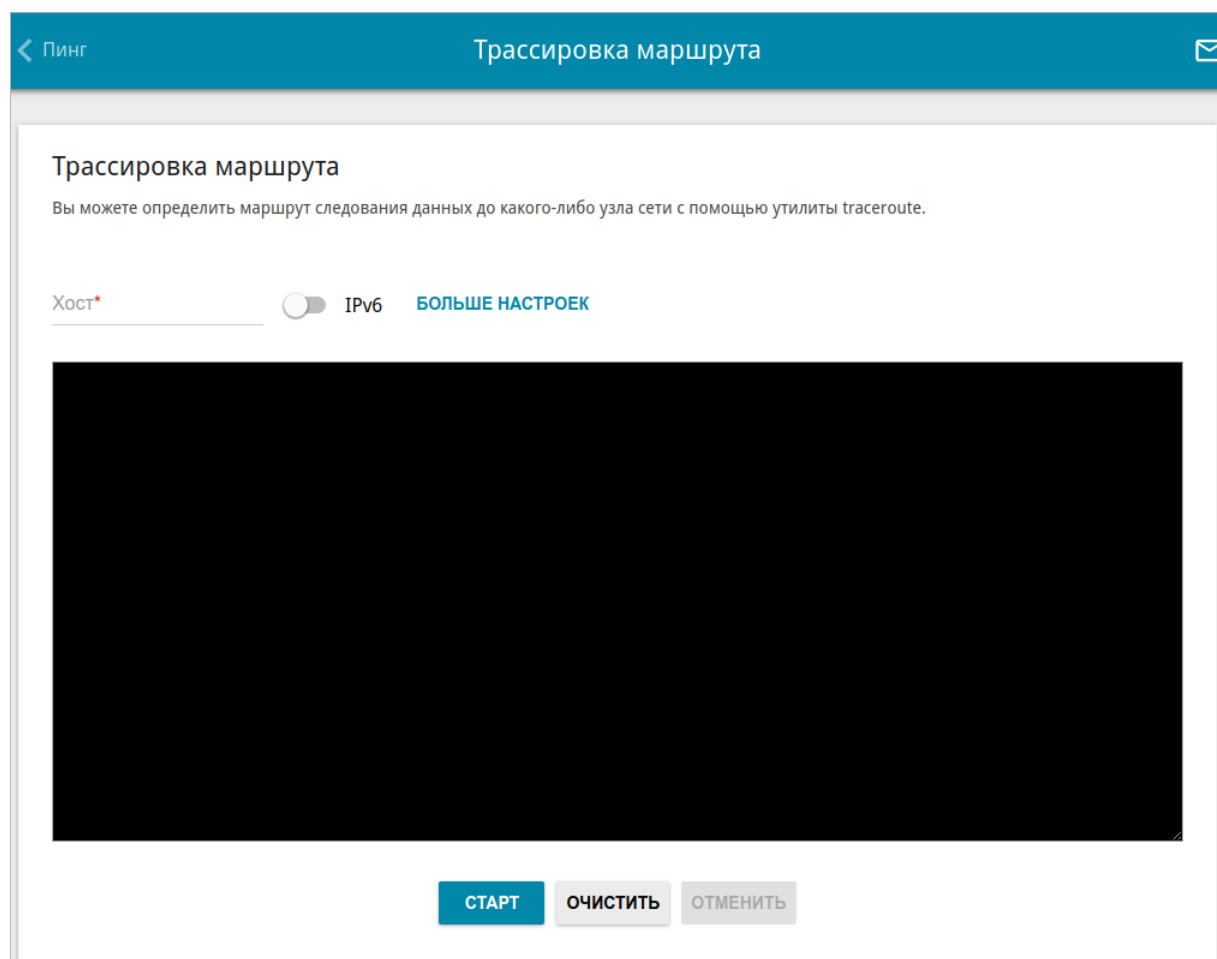 Пинг
Трассировка маршрута
Трассировка маршрута
Вы можете определить маршрут следования данных до какого-либо узла сети с помощью утилиты traceroute.
Хост* IPv6 БОЛЬШЕ НАСТРОЕК
СТАРТ ОЧИСТИТЬ ОТМЕНИТЬ